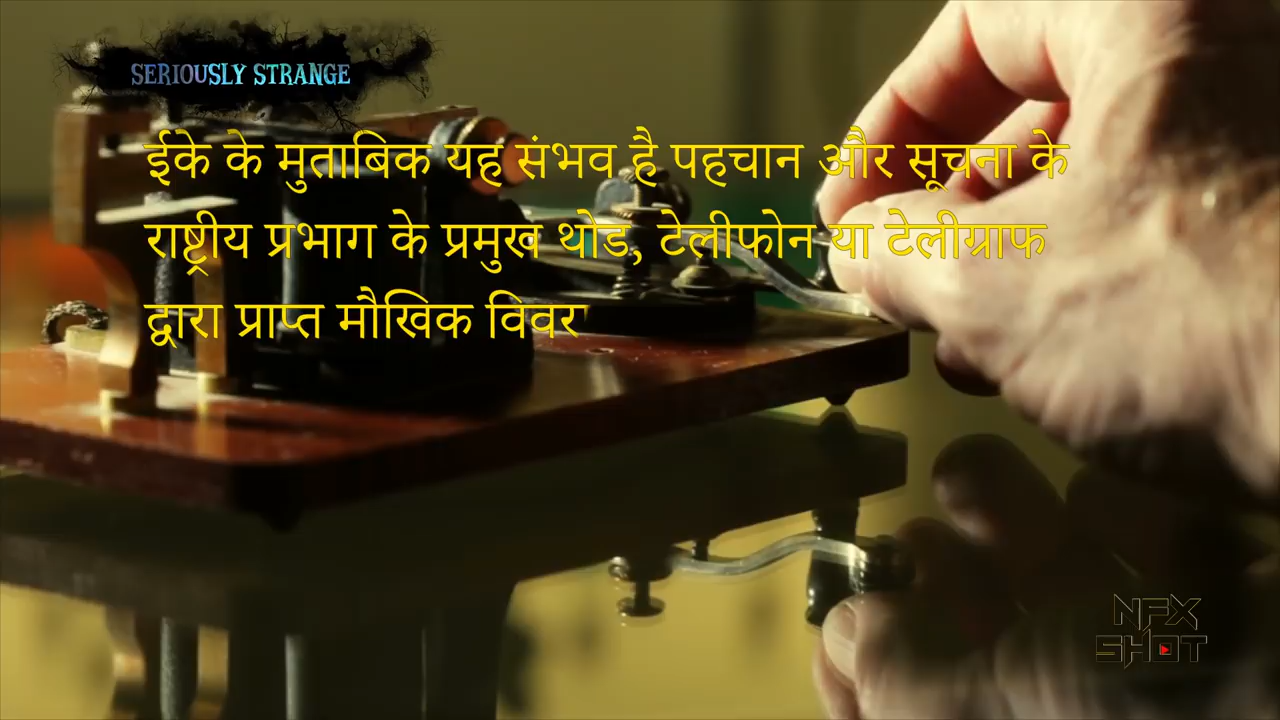 SERIOUSLY STRANGE
ईके के मुताबिक यह संभव है पहचान और सूचना के
राष्ट्रीय प्रभाग के प्रमुख थोड, टेलीफोन या टेलीग्राफ
द्वारा प्राप्त मौखिक विवर
NFX
SHOT